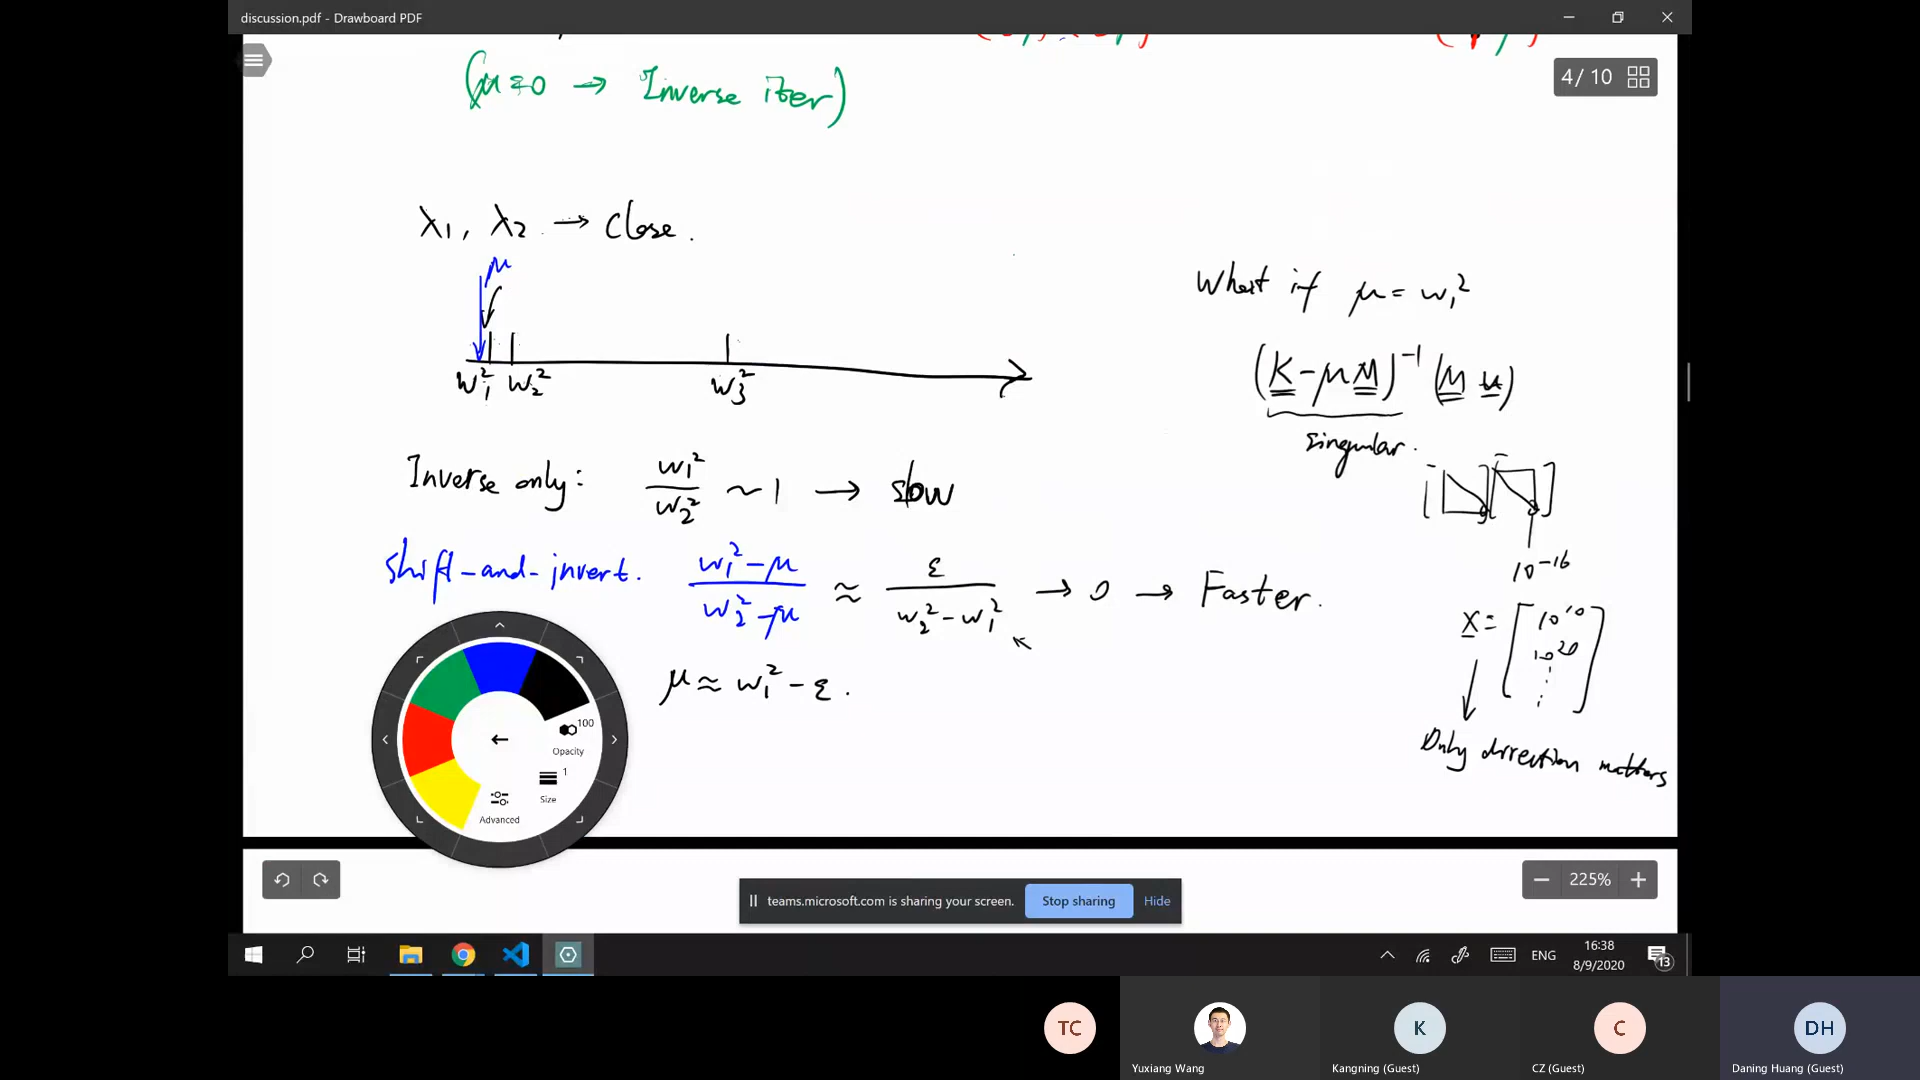 discussion.pdf - Drawboard PDF
4 / 10
(μ=0 → Inverse iter)
λ1, λ2 → Close.
μ
w1² w2² w3²
What if μ = w1²
(K - μM)⁻¹ (M u)
singular.
Inverse only: w1²/w2² ~ 1 → slow
10⁻¹⁶
shift-and-invert. (w1² - μ)/(w2² - μ) ≈ ε/(w2² - w1²) → 0 → Faster.
x = [10¹⁰
10²⁰
⋮]
μ ≈ w1² - ε.
Only direction matters
100
Opacity
1
Size
Advanced
225%
teams.microsoft.com is sharing your screen. Stop sharing Hide
ENG
16:38
8/9/2020
13
TC K C DH
Yuxiang Wang Kangning (Guest) CZ (Guest) Daning Huang (Guest)